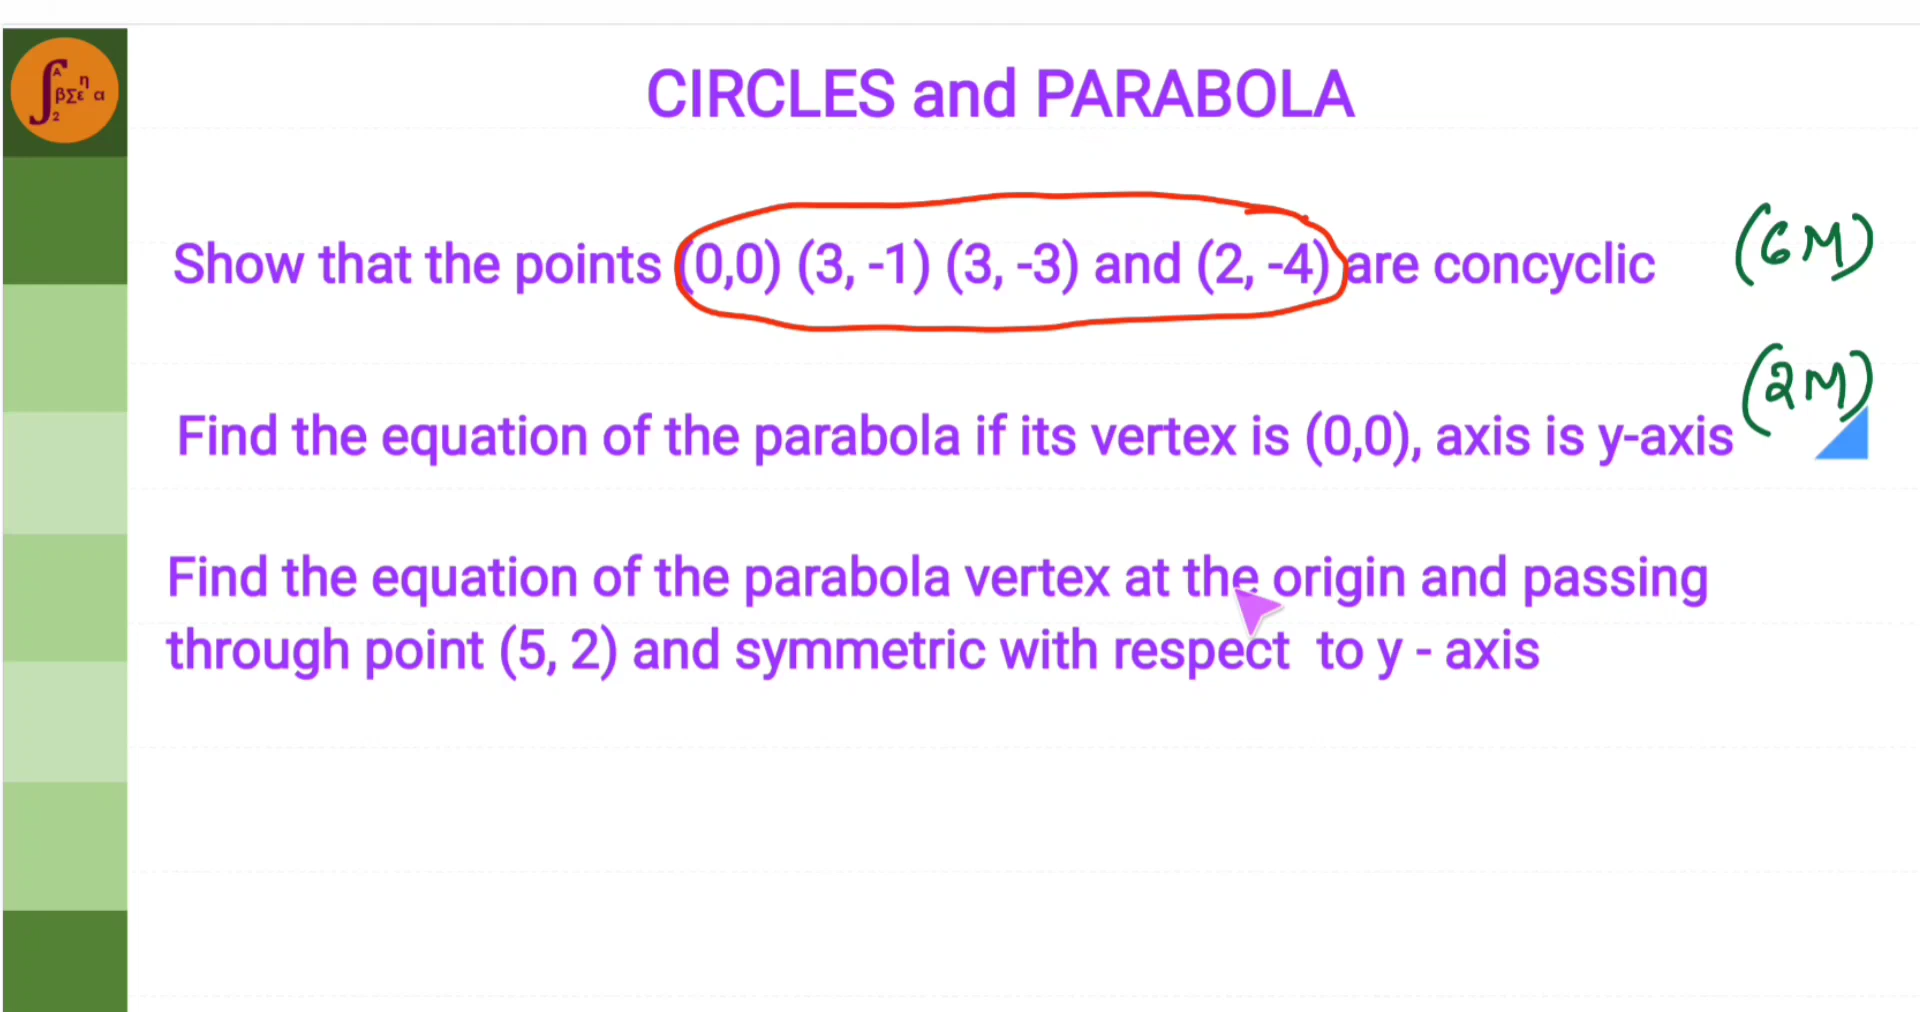 CIRCLES and PARABOLA
Show that the points (0,0) (3, -1) (3, -3) and (2, -4) are concyclic (6M)
Find the equation of the parabola if its vertex is (0,0), axis is y-axis (2M)
Find the equation of the parabola vertex at the origin and passing
through point (5, 2) and symmetric with respect to y - axis